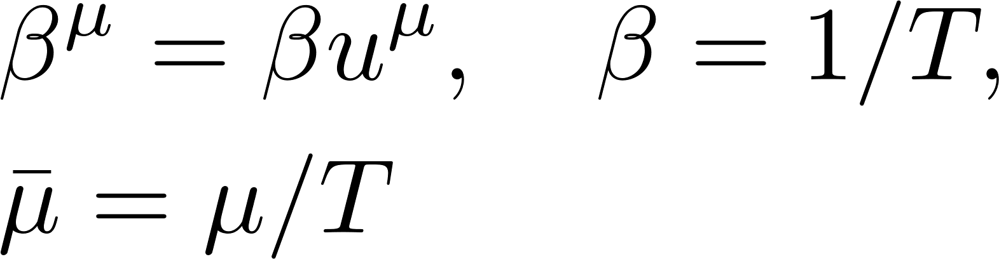 β^μ = βu^μ,  β = 1/T,
μ̄ = μ/T